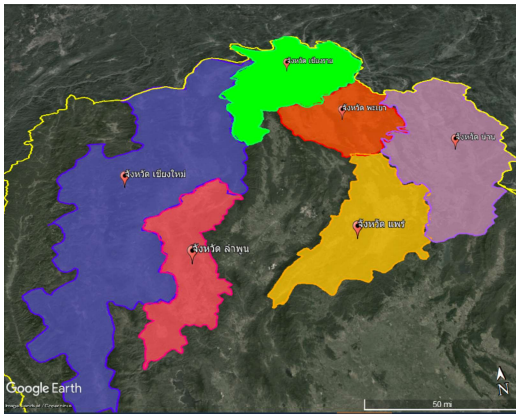 จังหวัด เชียงราย
จังหวัด พะเยา
จังหวัด น่าน
จังหวัด เชียงใหม่
จังหวัด แพร่
จังหวัด ลำพูน
Google Earth
N
50 mi